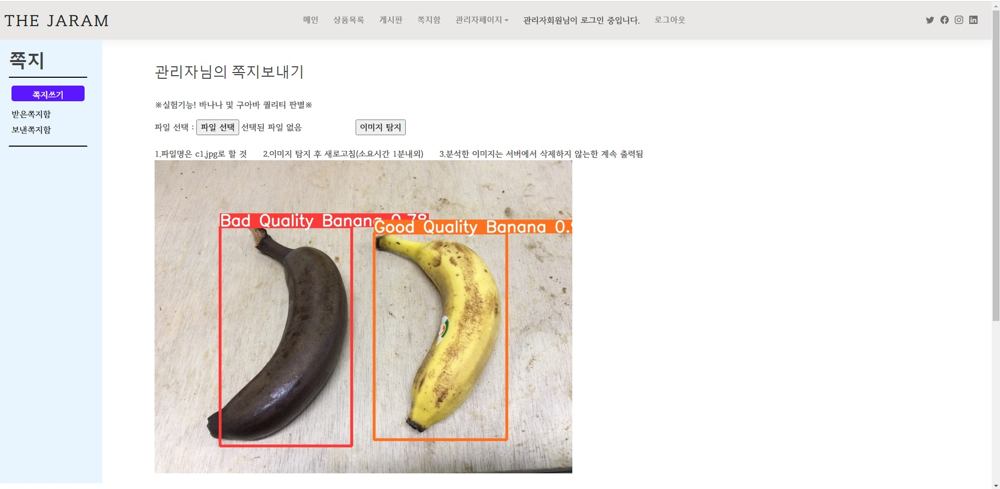 THE JARAM
메인 상품목록 게시판 쪽지함 관리자페이지 관리자회원님이 로그인 중입니다. 로그아웃
쪽지
쪽지쓰기
받은쪽지함
보낸쪽지함
관리자님의 쪽지보내기
※실험기능! 바나나 및 구아바 퀄리티 판별※
파일 선택 : 파일 선택 선택된 파일 없음 이미지 탐지
1.파일명은 c1.jpg로 할 것 2.이미지 탐지 후 새로고침(소요시간 1분내외) 3.분석한 이미지는 서버에서 삭제하지 않는한 계속 출력됨
Bad Quality Banana 0.78
Good Quality Banana 0.9